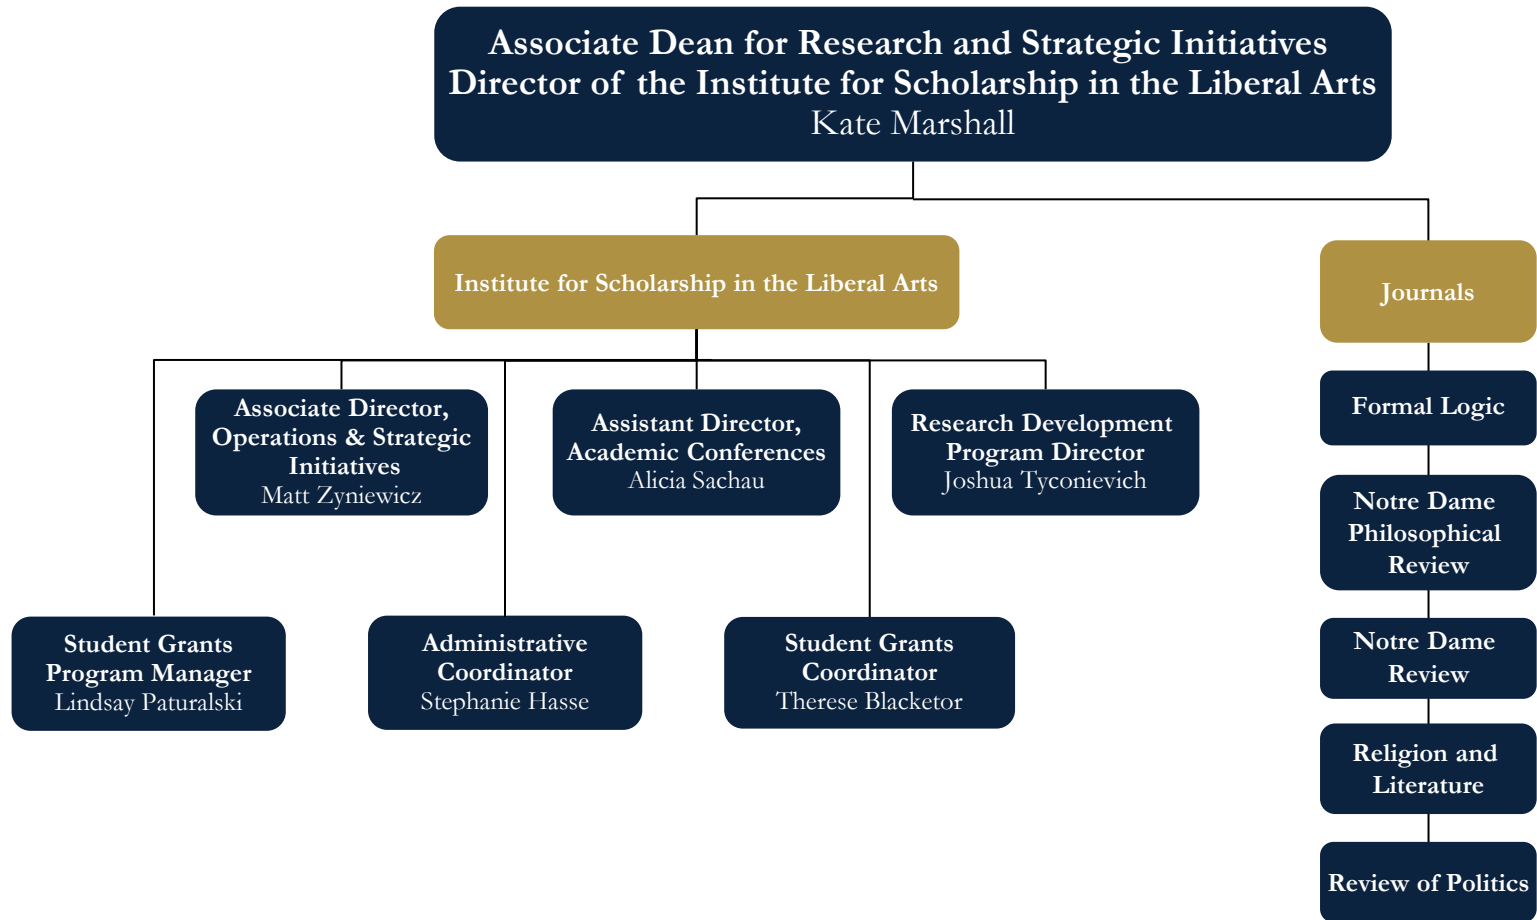 Associate Dean for Research and Strategic Initiatives
Director of the Institute for Scholarship in the Liberal Arts
Kate Marshall
Institute for Scholarship in the Liberal Arts
Journals
Associate Director,
Operations & Strategic
Initiatives
Matt Zyniewicz
Assistant Director,
Academic Conferences
Alicia Sachau
Research Development
Program Director
Joshua Tyconievich
Student Grants
Program Manager
Lindsay Paturalski
Administrative
Coordinator
Stephanie Hasse
Student Grants
Coordinator
Therese Blacketor
Formal Logic
Notre Dame
Philosophical
Review
Notre Dame
Review
Religion and
Literature
Review of Politics